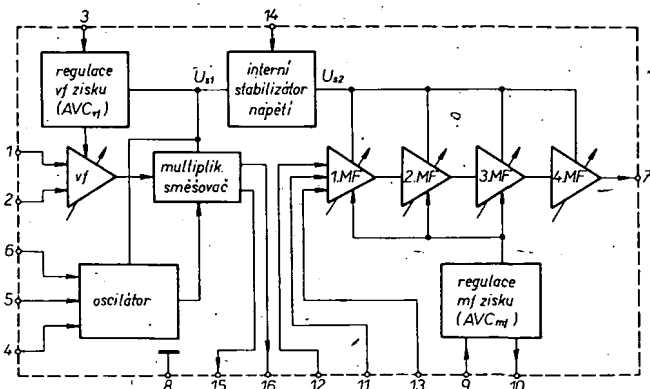 3
14
regulace
vf zisku
(AVCvf)
Us1
interní
stabilizátor
napětí
Us2
1
2
vf
multiplik.
směšovač
1.MF
2.MF
3.MF
4.MF
7
6
5
4
oscilátor
regulace
mf zisku
(AVCmf)
8
15
16
12
11
13
9
10